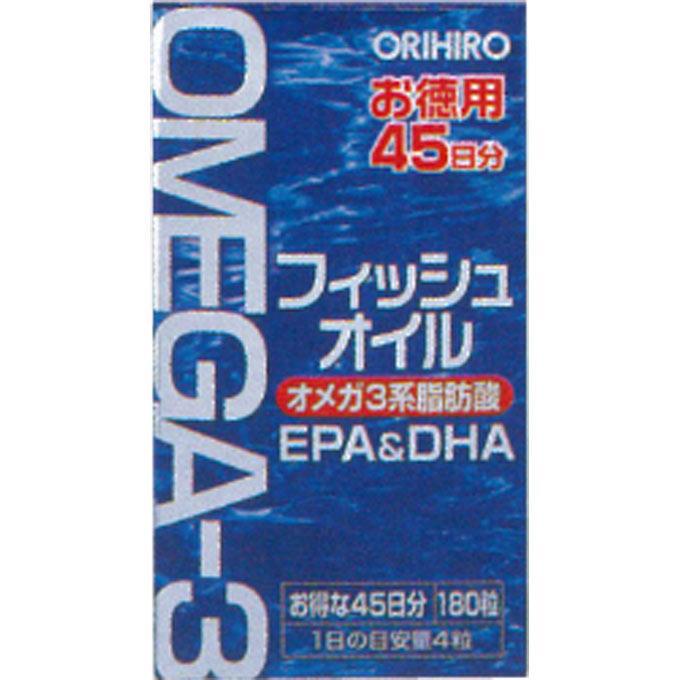 OMEGA-3
ORIHIRO
お徳用
45日分
フィッシュ
オイル
オメガ3系脂肪酸
EPA&DHA
お得な45日分 180粒
1日の目安量4粒